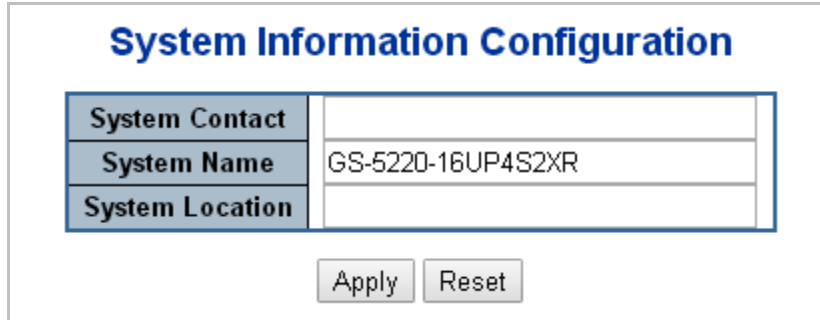 System Information Configuration
System Contact
System Name GS-5220-16UP4S2XR
System Location
Apply Reset